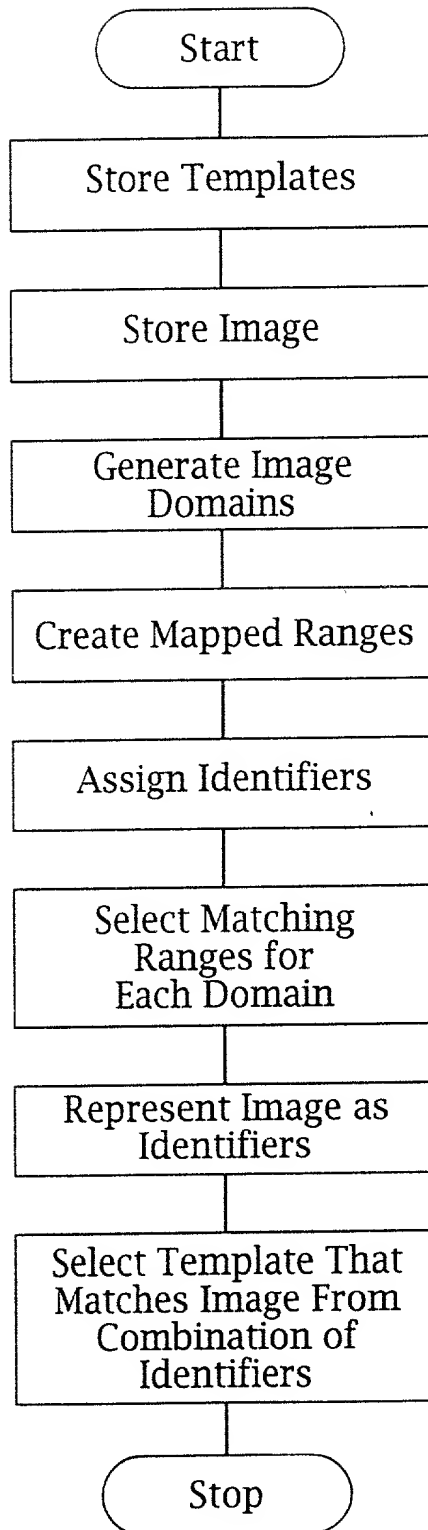 Start
Store Templates
Store Image
Generate Image
Domains
Create Mapped Ranges
Assign Identifiers
Select Matching
Ranges for
Each Domain
Represent Image as
Identifiers
Select Template That
Matches Image From
Combination of
Identifiers
Stop